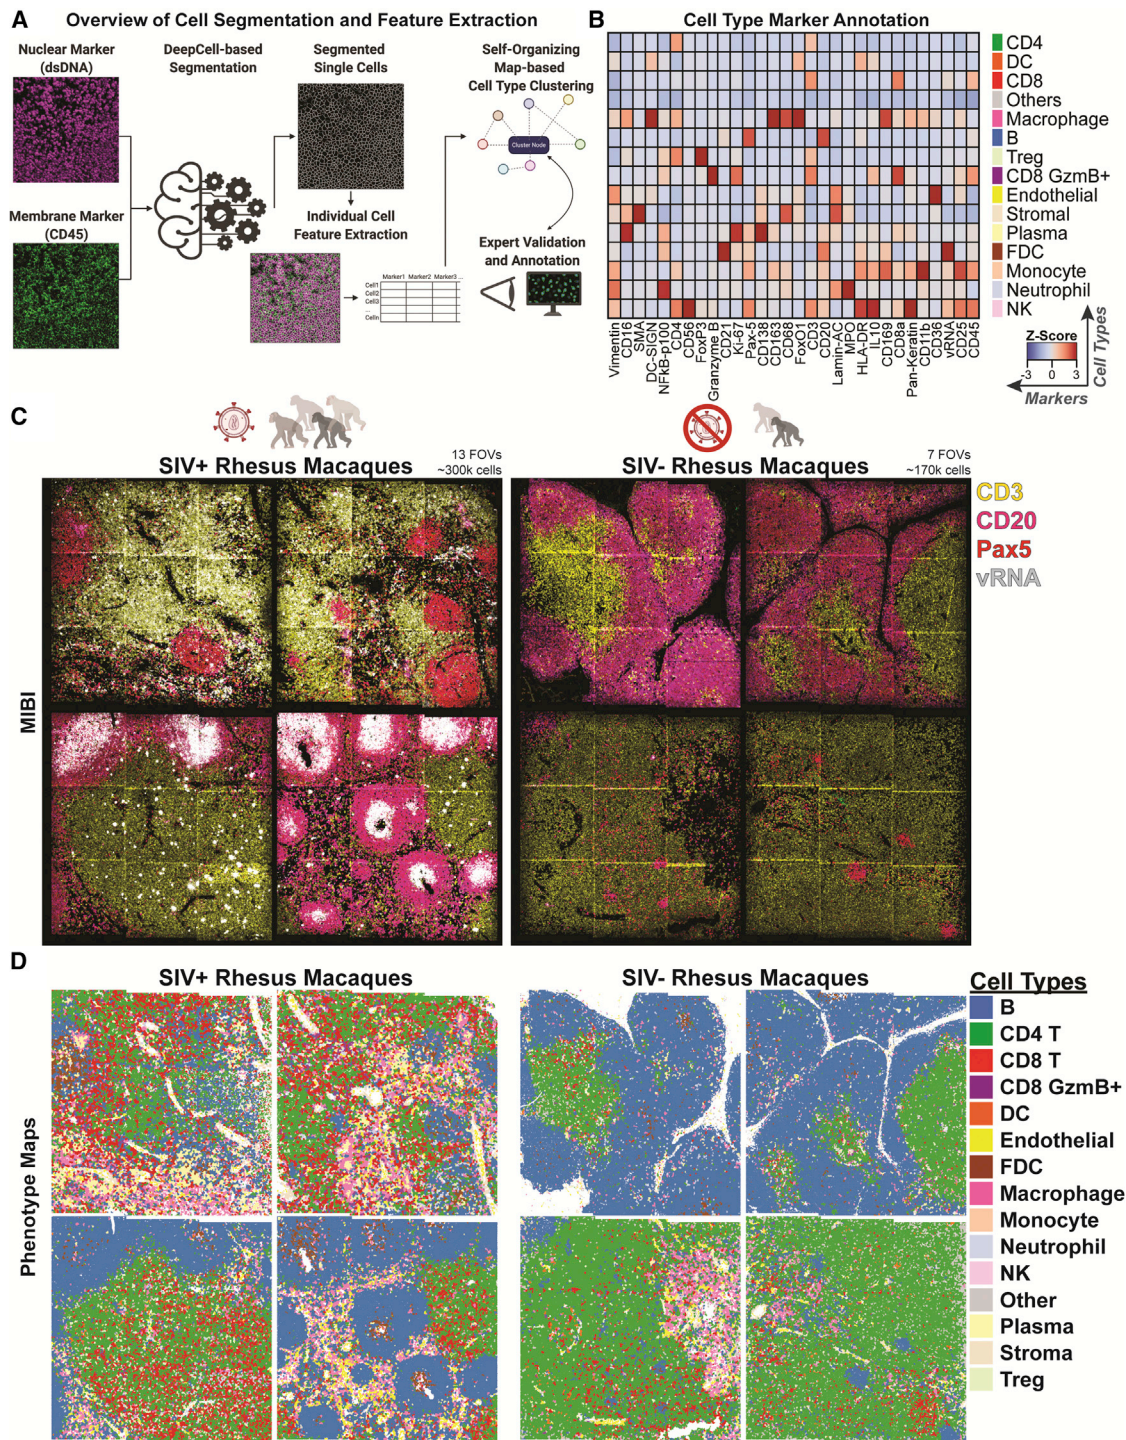 A
Overview of Cell Segmentation and Feature Extraction
Nuclear Marker
(dsDNA)
DeepCell-based
Segmentation
Segmented
Single Cells
Self-Organizing
Map-based
Cell Type Clustering
Cluster Node
Membrane Marker
(CD45)
Individual Cell
Feature Extraction
Expert Validation
and Annotation
Marker1 Marker2 Marker3 ...
Cell1
Cell2
Cell3
...
Celln
B
Cell Type Marker Annotation
CD4
DC
CD8
Others
Macrophage
B
Treg
CD8 GzmB+
Endothelial
Stromal
Plasma
FDC
Monocyte
Neutrophil
NK
Vimentin
CD16
SMA
DC-SIGN
NFkB-p100
CD4
CD56
FoxP3
Granzyme B
CD21
Ki-67
Pax-5
CD138
CD163
CD68
FoxO1
CD3
CD20
Lamin-AC
MPO
HLA-DR
IL10
CD169
CD8a
Pan-Keratin
CD11b
CD36
vRNA
CD25
CD45
Z-Score
-3 3
Markers
Cell Types
C
SIV+ Rhesus Macaques
13 FOVs
~300k cells
SIV- Rhesus Macaques
7 FOVs
~170k cells
MIBI
CD3
CD20
Pax5
vRNA
D
SIV+ Rhesus Macaques
SIV- Rhesus Macaques
Phenotype Maps
Cell Types
B
CD4 T
CD8 T
CD8 GzmB+
DC
Endothelial
FDC
Macrophage
Monocyte
Neutrophil
NK
Other
Plasma
Stroma
Treg